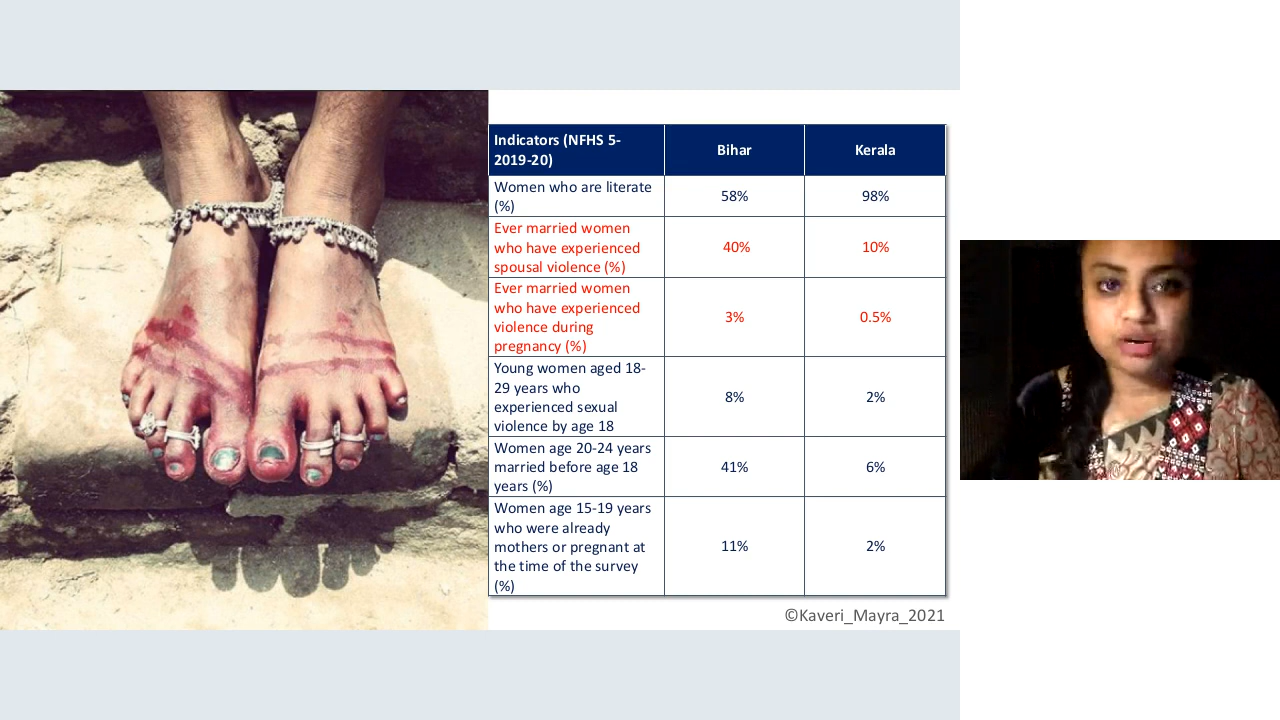 Indicators (NFHS 5-
2019-20)
Bihar
Kerala
Women who are literate
(%)
58%
98%
Ever married women
who have experienced
spousal violence (%)
40%
10%
Ever married women
who have experienced
violence during
pregnancy (%)
3%
0.5%
Young women aged 18-
29 years who
experienced sexual
violence by age 18
8%
2%
Women age 20-24 years
married before age 18
years (%)
41%
6%
Women age 15-19 years
who were already
mothers or pregnant at
the time of the survey
(%)
11%
2%
©Kaveri_Mayra_2021